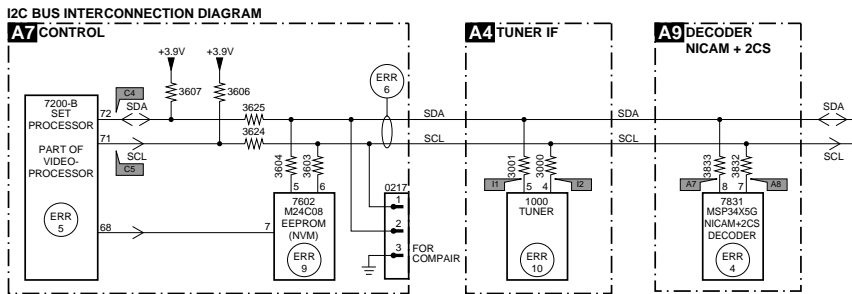 I2C BUS INTERCONNECTION DIAGRAM
A7 CONTROL
A4 TUNER IF
A9 DECODER
NICAM + 2CS
+3.9V
+3.9V
3607
3606
ERR
6
7200-B
SET
PROCESSOR
PART OF
VIDEO-
PROCESSOR
ERR
5
72
C4
SDA
71
SCL
C5
68
3625
3624
3604
3603
5
6
7
7602
M24C08
EEPROM
(NVM)
ERR
9
0217
1
2
3
FOR
COMPAIR
SDA
SCL
3001
3000
I1
5
4
I2
1000
TUNER
ERR
10
SDA
SCL
3833
3832
A7
8
7
A8
7831
MSP34X5G
NICAM+2CS
DECODER
ERR
4
SDA
SCL